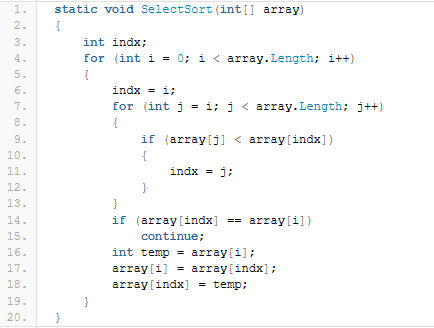 1. static void SelectSort(int[] array)
2. {
3.     int indx;
4.     for (int i = 0; i < array.Length; i++)
5.     {
6.         indx = i;
7.         for (int j = i; j < array.Length; j++)
8.         {
9.             if (array[j] < array[indx])
10.             {
11.                 indx = j;
12.             }
13.         }
14.         if (array[indx] == array[i])
15.             continue;
16.         int temp = array[i];
17.         array[i] = array[indx];
18.         array[indx] = temp;
19.     }
20. }